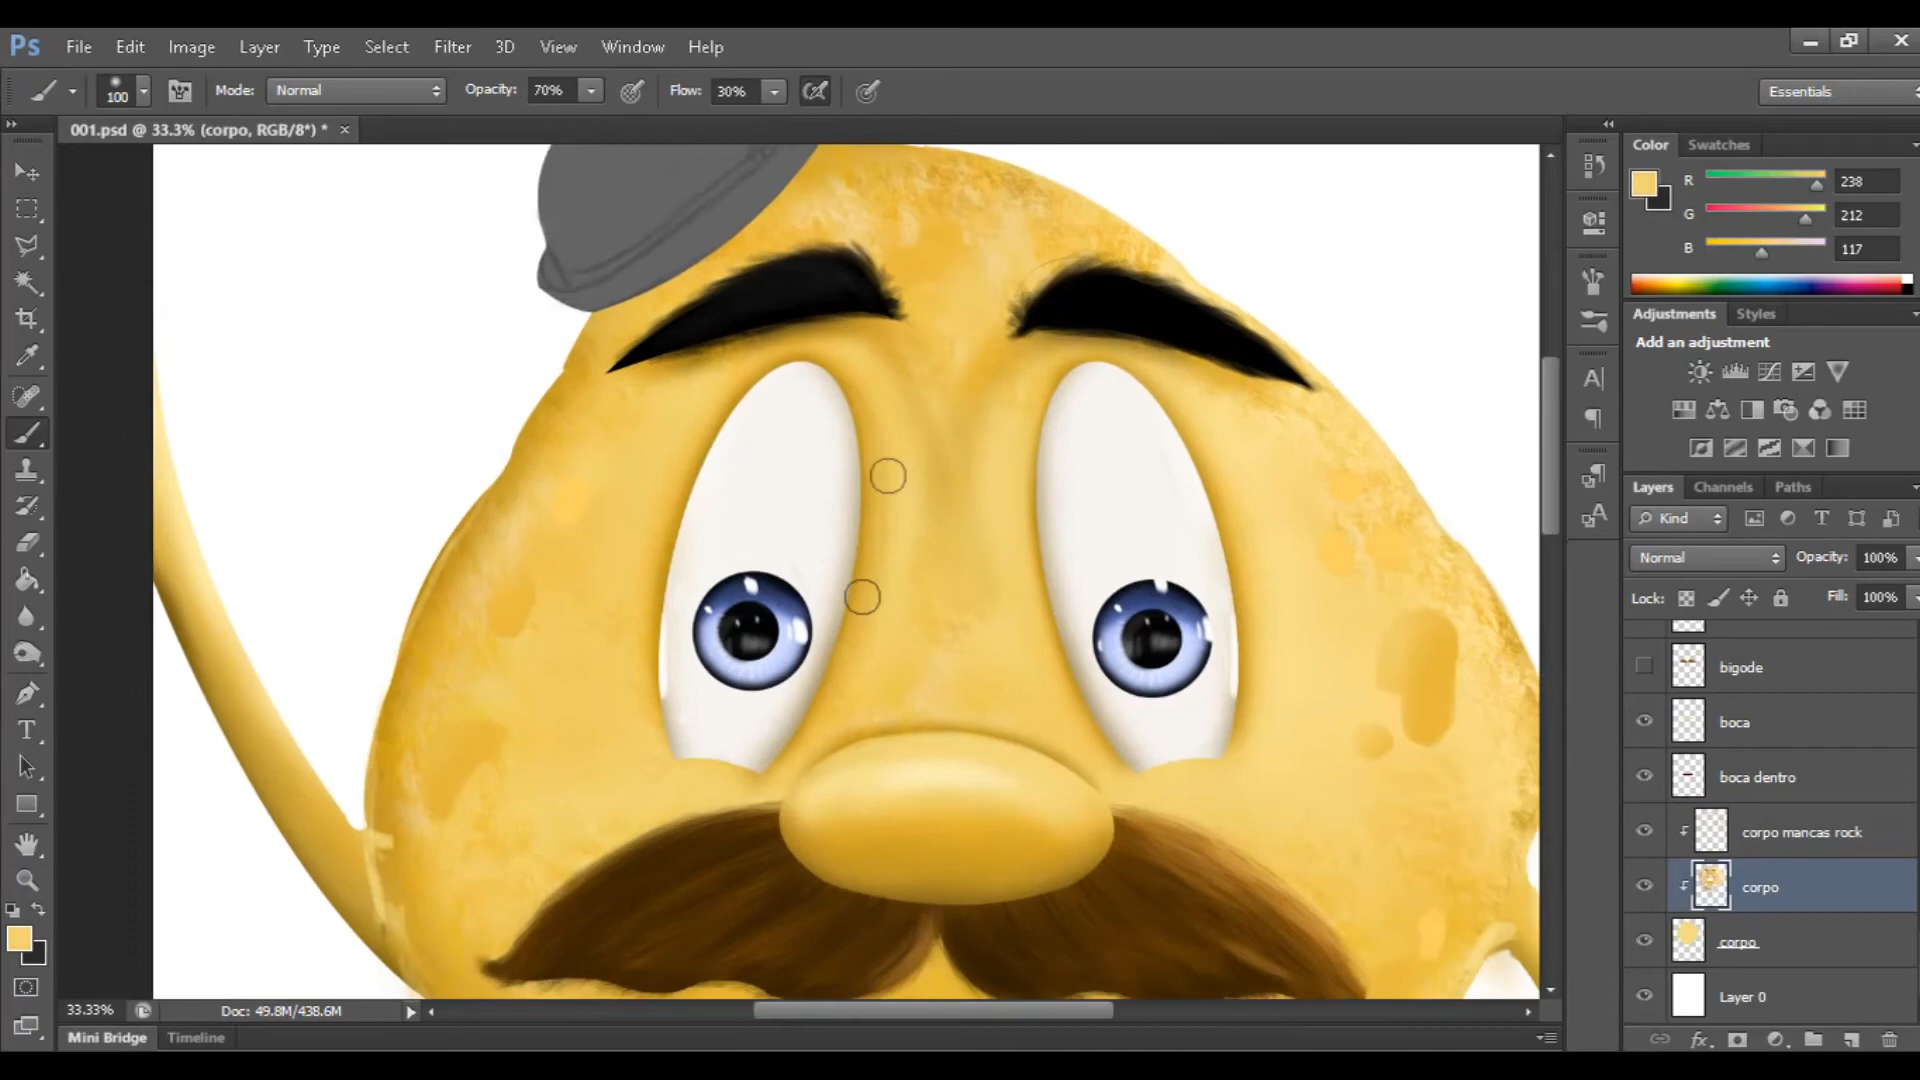 Ps File Edit Image Layer Type Select Filter 3D View Window Help
100 Mode: Normal Opacity: 70% Flow: 30% Essentials
001.psd @ 33.3% (corpo, RGB/8*) *
Color Swatches
R 238
G 212
B 117
Adjustments Styles
Add an adjustment
Layers Channels Paths
Kind
Normal Opacity: 100%
Lock: Fill: 100%
bigode
boca
boca dentro
corpo mancas rock
corpo
corpo
Layer 0
33.33% Doc: 49.8M/438.6M
Mini Bridge Timeline